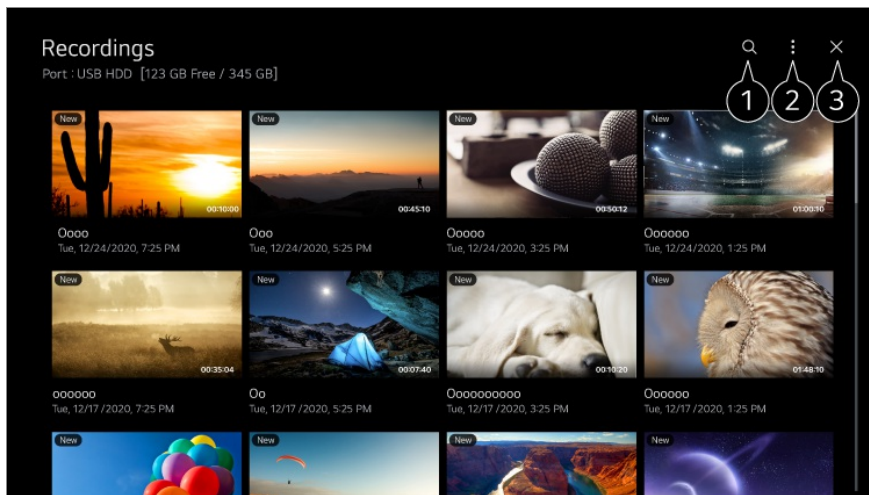 Recordings
Port : USB HDD [123 GB Free / 345 GB]
1 2 3
New New New New
00:10:00 00:45:10 00:50:12 01:00:10
Oooo Ooo Ooooo Oooooo
Tue, 12/24/2020, 7:25 PM Tue, 12/24/2020, 5:25 PM Tue, 12/24/2020, 3:25 PM Tue, 12/24/2020, 1:25 PM
New New New New
00:35:04 00:07:40 00:10:20 01:48:10
oooooo Oo Oooooooooo Oooooo
Tue, 12/17 /2020, 7:25 PM Tue, 12/17 /2020, 5:25 PM Tue, 12/17 /2020, 3:25 PM Tue, 12/17 /2020, 1:25 PM
New New New New